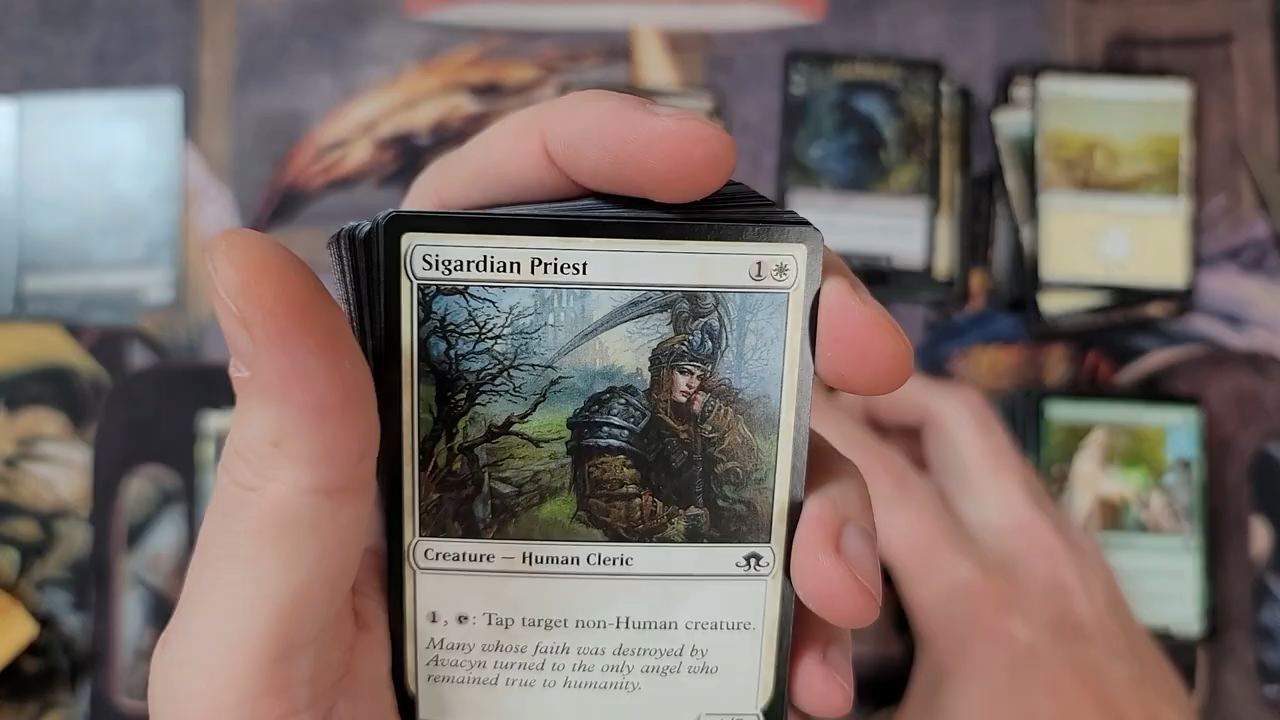 Sigardian Priest 1
Creature — Human Cleric
1, : Tap target non-Human creature.
Many whose faith was destroyed by
Avacyn turned to the only angel who
remained true to humanity.